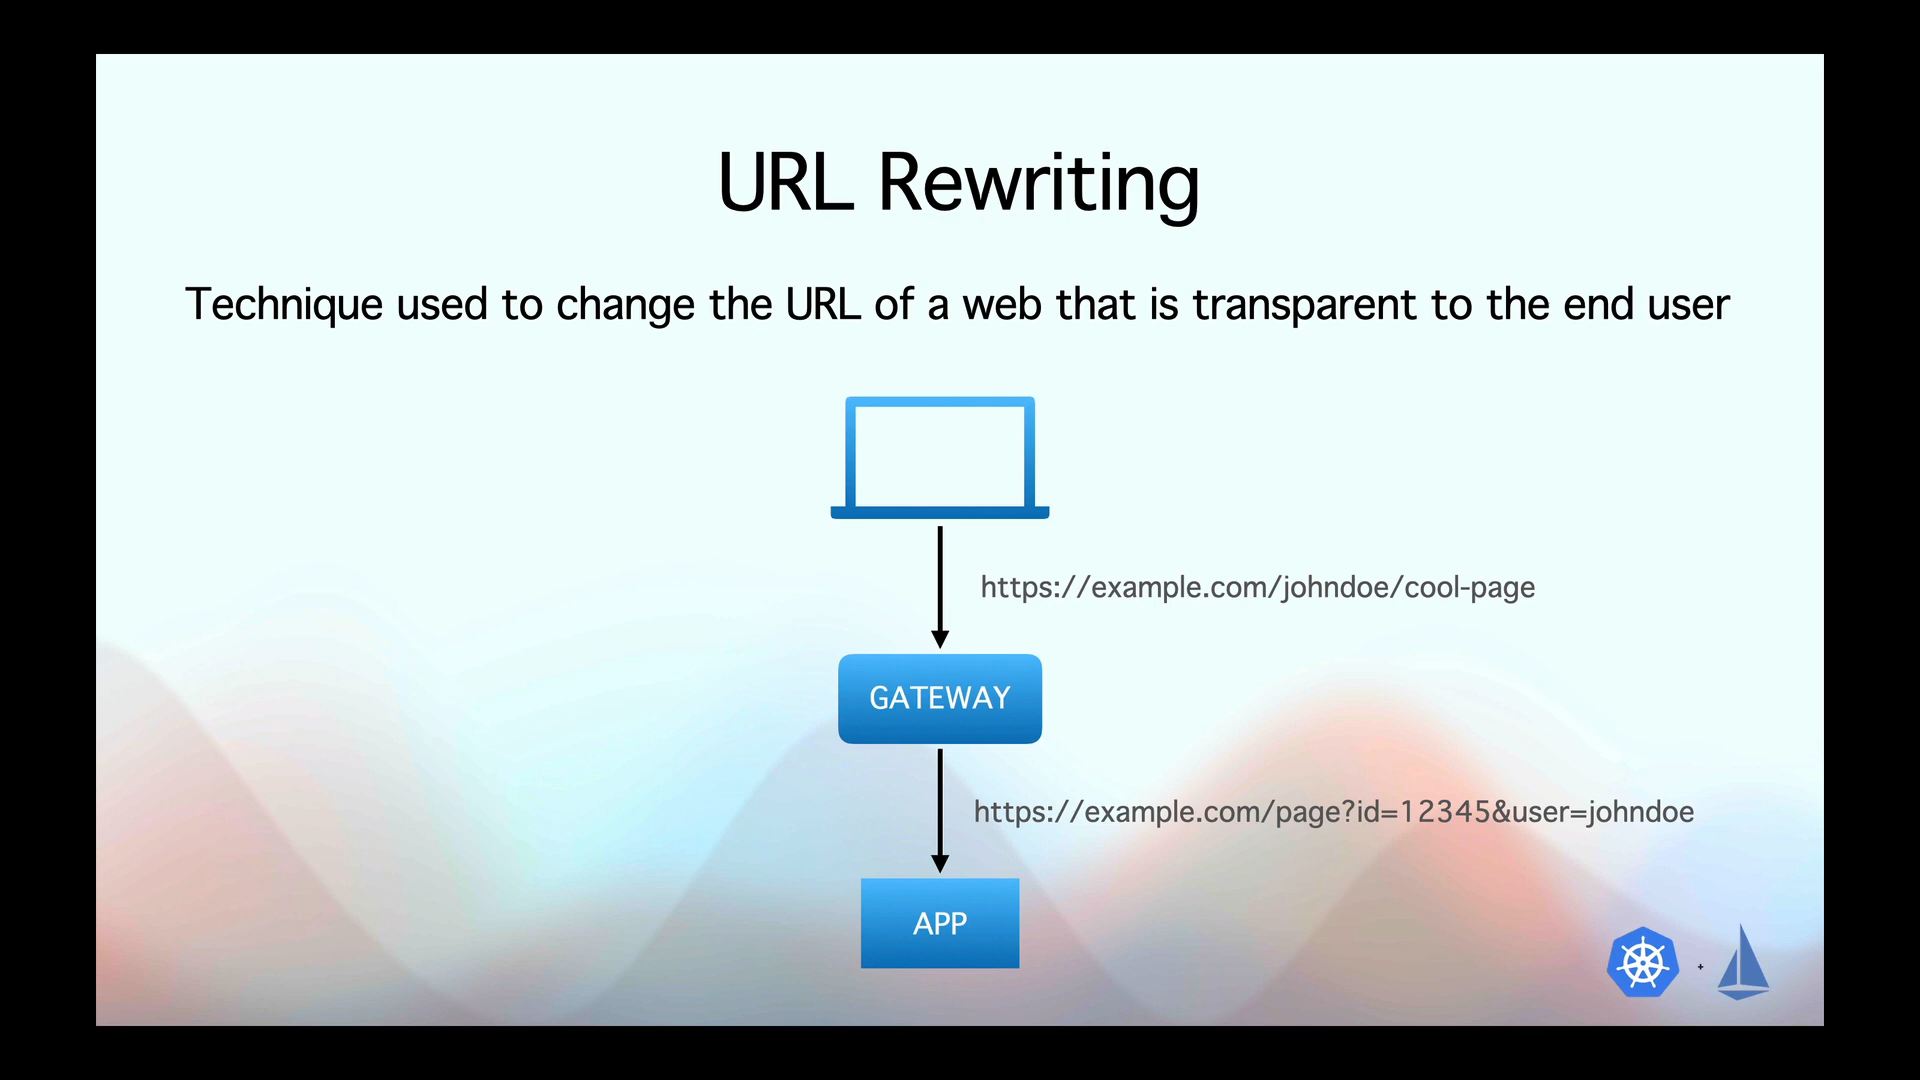 URL Rewriting
Technique used to change the URL of a web that is transparent to the end user
https://example.com/johndoe/cool-page
GATEWAY
https://example.com/page?id=12345&user=johndoe
APP
+